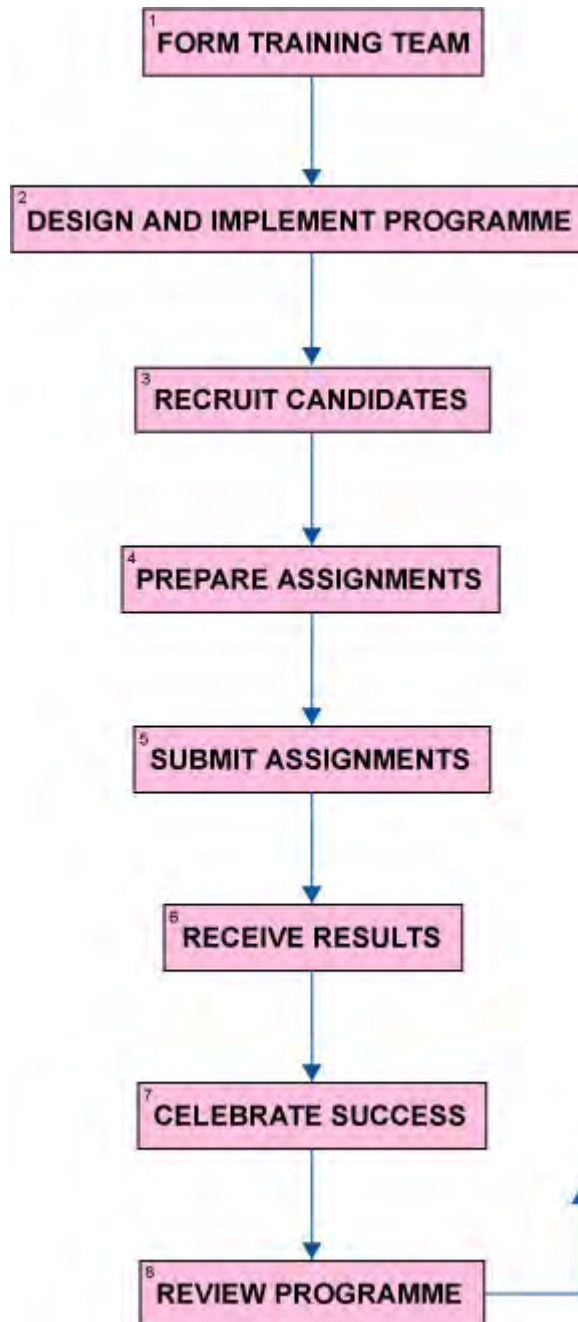 1
FORM TRAINING TEAM
2
DESIGN AND IMPLEMENT PROGRAMME
3
RECRUIT CANDIDATES
4
PREPARE ASSIGNMENTS
5
SUBMIT ASSIGNMENTS
6
RECEIVE RESULTS
7
CELEBRATE SUCCESS
8
REVIEW PROGRAMME